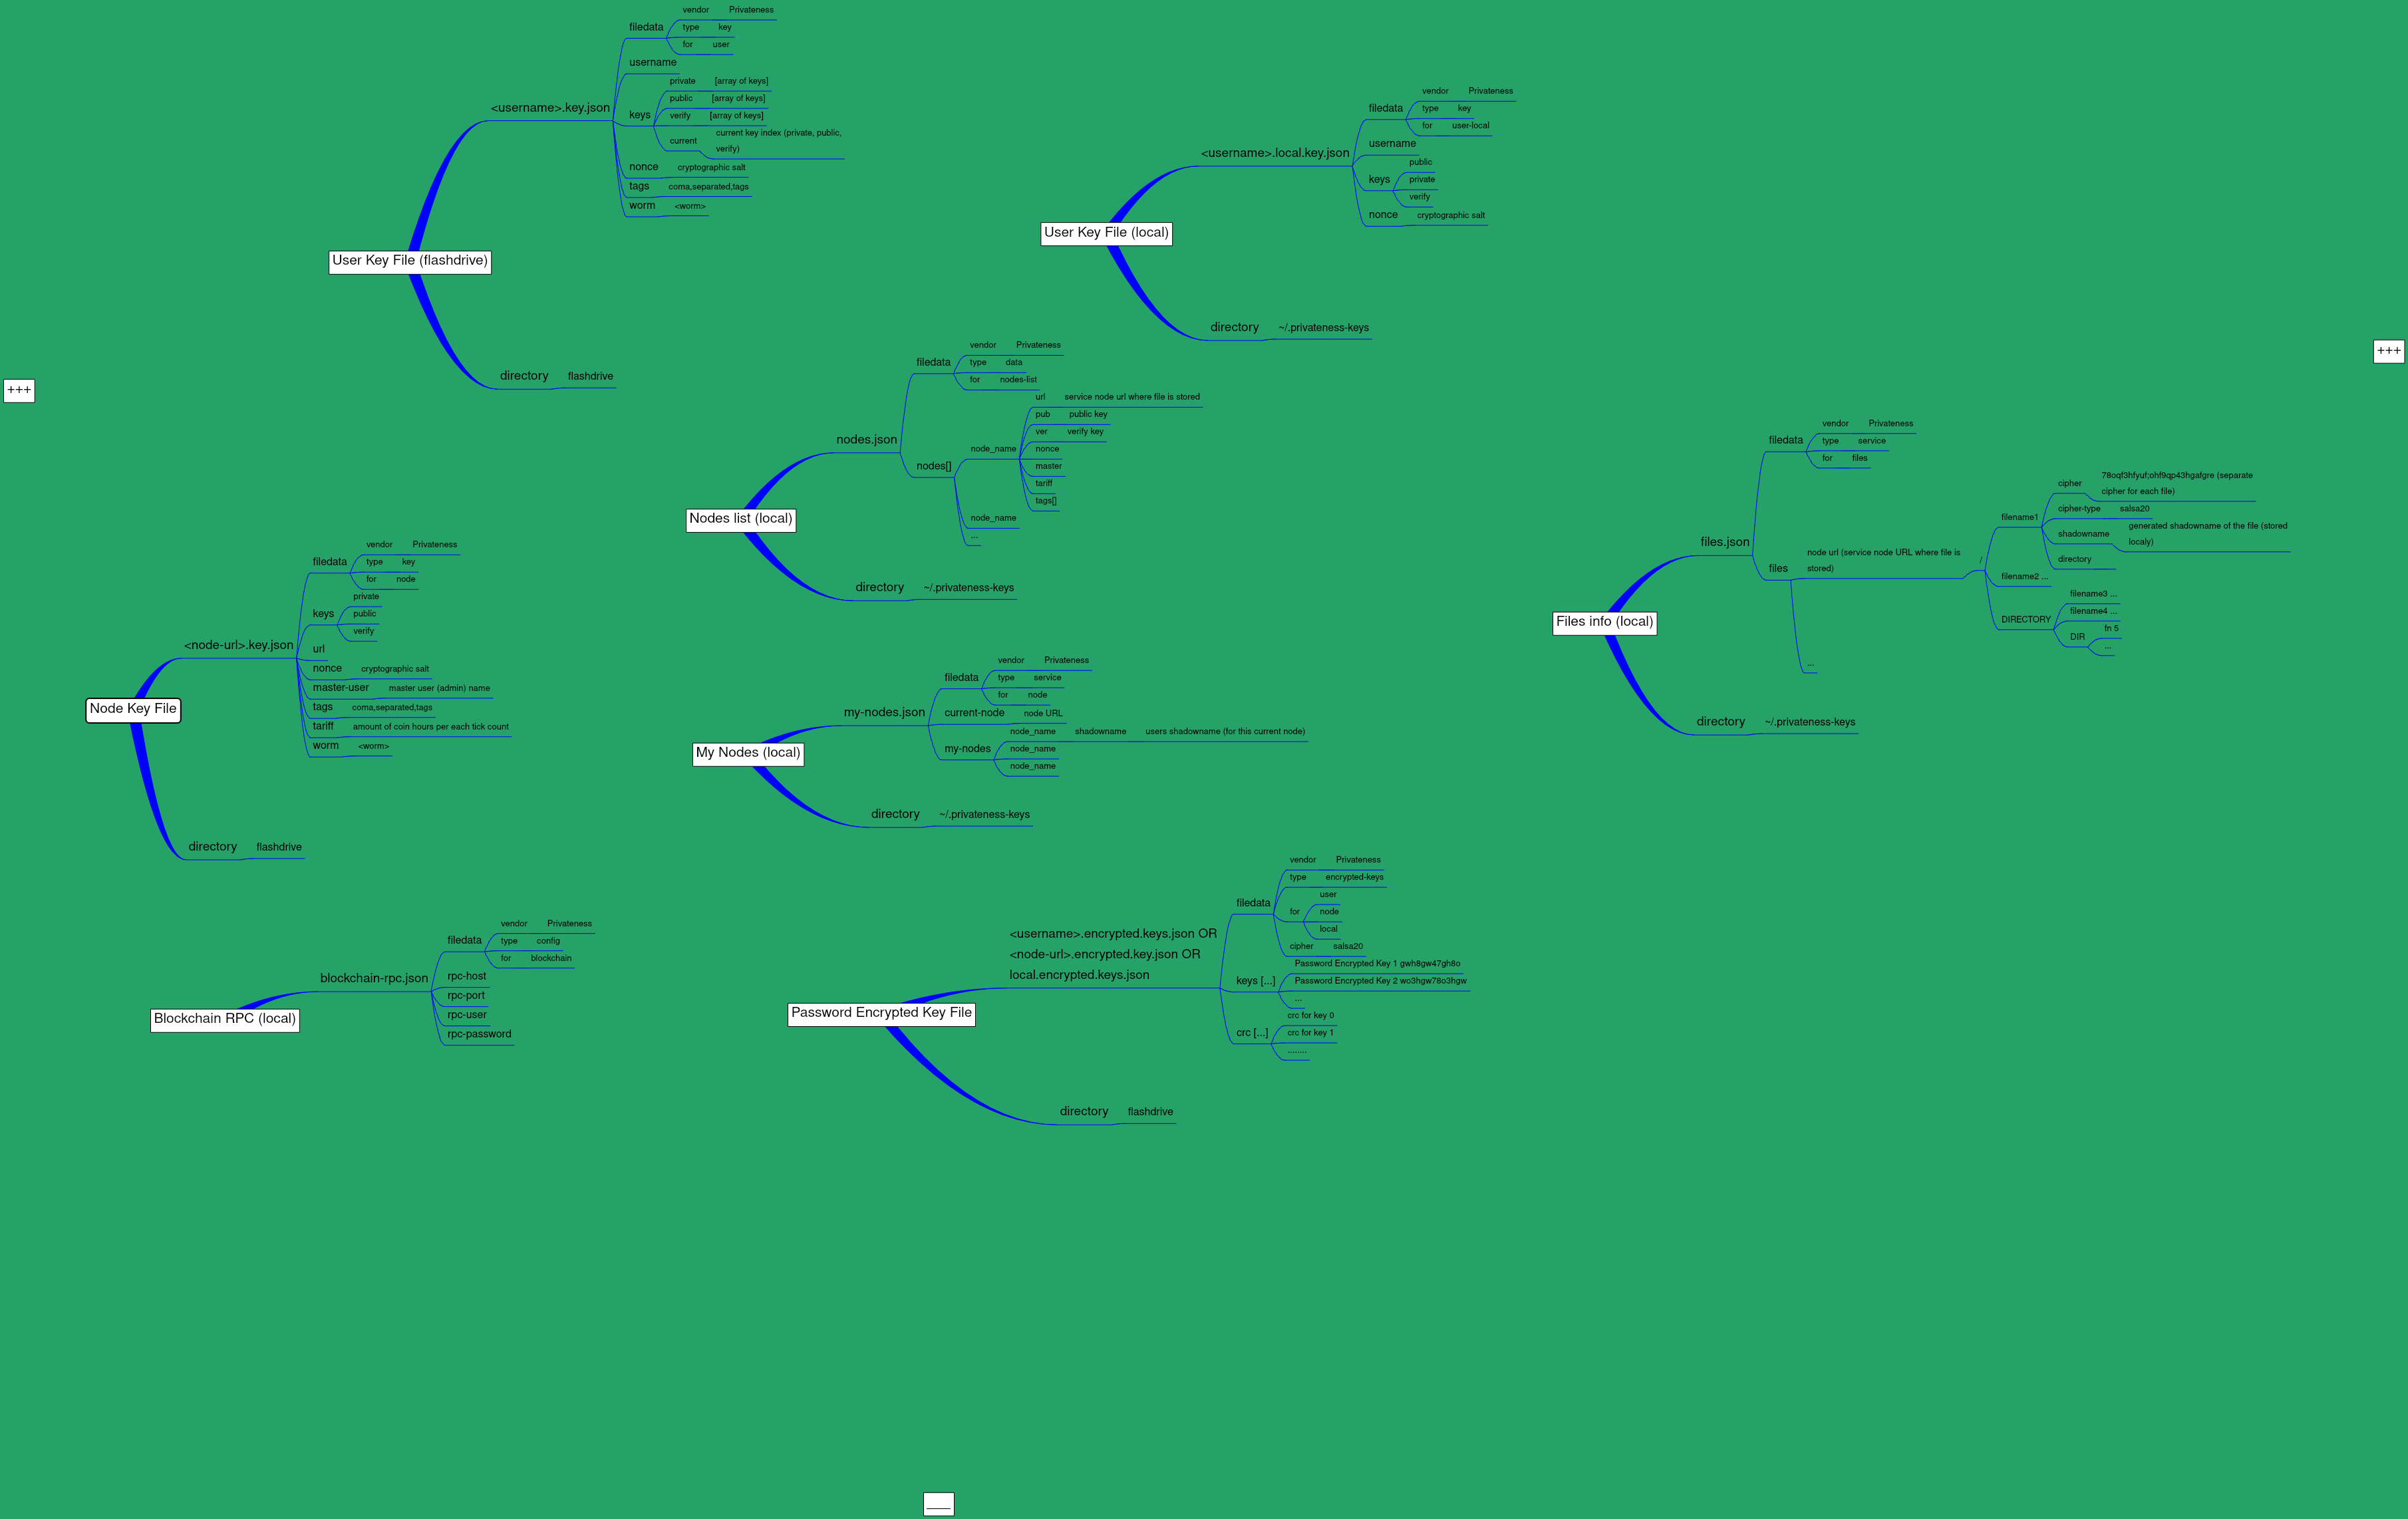 User Key File (flashdrive)
<username>.key.json
filedata
vendor Privateness
type key
for user
username
keys
private [array of keys]
public [array of keys]
verify [array of keys]
current
current key index (private, public,
verify)
nonce cryptographic salt
tags coma,separated,tags
worm <worm>
directory flashdrive
User Key File (local)
<username>.local.key.json
filedata
vendor Privateness
type key
for user-local
username
keys
public
private
verify
nonce cryptographic salt
directory ~/.privateness-keys
+++
+++
Nodes list (local)
nodes.json
filedata
vendor Privateness
type data
for nodes-list
nodes[]
node_name
url service node url where file is stored
pub public key
ver verify key
nonce
master
tariff
tags[]
node_name
...
directory ~/.privateness-keys
Files info (local)
files.json
filedata
vendor Privateness
type service
for files
files
node url (service node URL where file is
stored)
/
filename1
cipher
78oqf3hfyuf;ohf9qp43hgafgre (separate
cipher for each file)
cipher-type salsa20
shadowname
generated shadowname of the file (stored
localy)
directory
filename2 ...
DIRECTORY
filename3 ...
filename4 ...
DIR
fn 5
...
...
directory ~/.privateness-keys
Node Key File
<node-url>.key.json
filedata
vendor Privateness
type key
for node
keys
private
public
verify
url
nonce cryptographic salt
master-user master user (admin) name
tags coma,separated,tags
tariff amount of coin hours per each tick count
worm <worm>
directory flashdrive
My Nodes (local)
my-nodes.json
filedata
vendor Privateness
type service
for node
current-node node URL
my-nodes
node_name shadowname users shadowname (for this current node)
node_name
node_name
directory ~/.privateness-keys
Blockchain RPC (local)
blockchain-rpc.json
filedata
vendor Privateness
type config
for blockchain
rpc-host
rpc-port
rpc-user
rpc-password
Password Encrypted Key File
<username>.encrypted.keys.json OR
<node-url>.encrypted.key.json OR
local.encrypted.keys.json
filedata
vendor Privateness
type encrypted-keys
for
user
node
local
cipher salsa20
keys [...]
Password Encrypted Key 1 gwh8gw47gh8o
Password Encrypted Key 2 wo3hgw78o3hgw
...
crc [...]
crc for key 0
crc for key 1
........
directory flashdrive
___